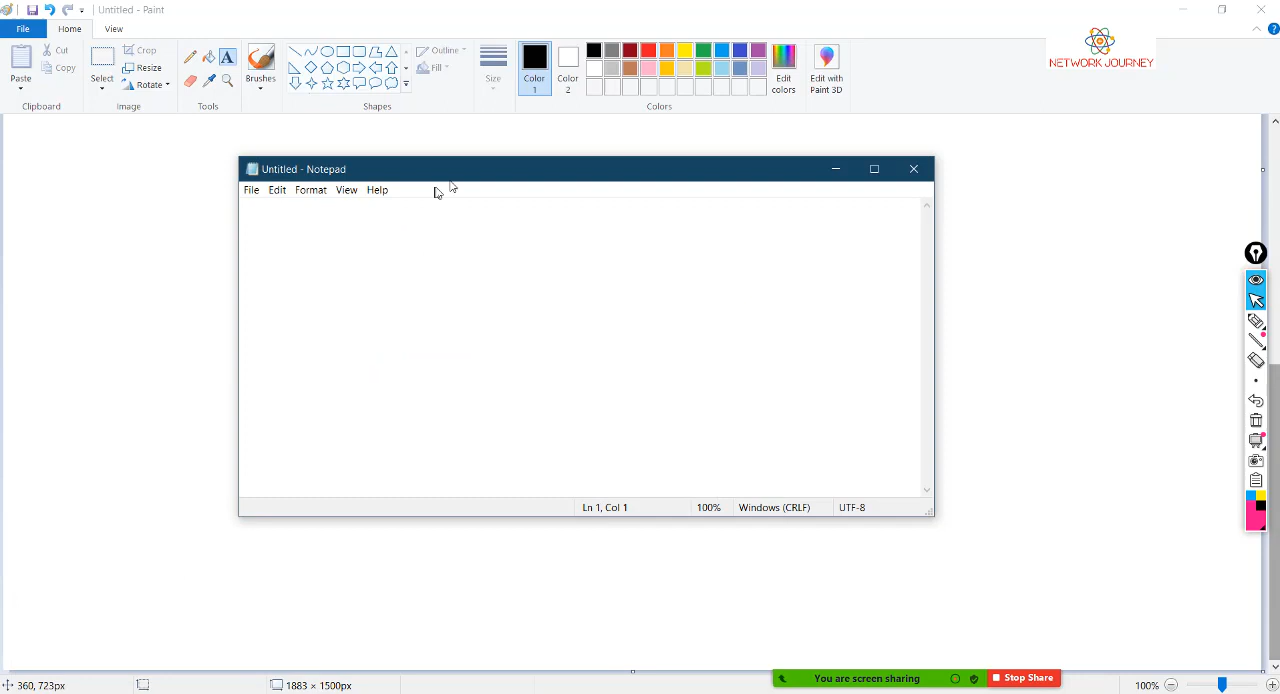 Untitled - Paint
File Home View
Paste
Cut
Copy
Clipboard
Select
Crop
Resize
Rotate
Image
Tools
Brushes
Shapes
Outline
Fill
Size
Color 1
Color 2
Edit colors
Colors
Edit with Paint 3D
NETWORK JOURNEY
Untitled - Notepad
File Edit Format View Help
Ln 1, Col 1 100% Windows (CRLF) UTF-8
You are screen sharing Stop Share
360, 723px 1883 × 1500px 100%